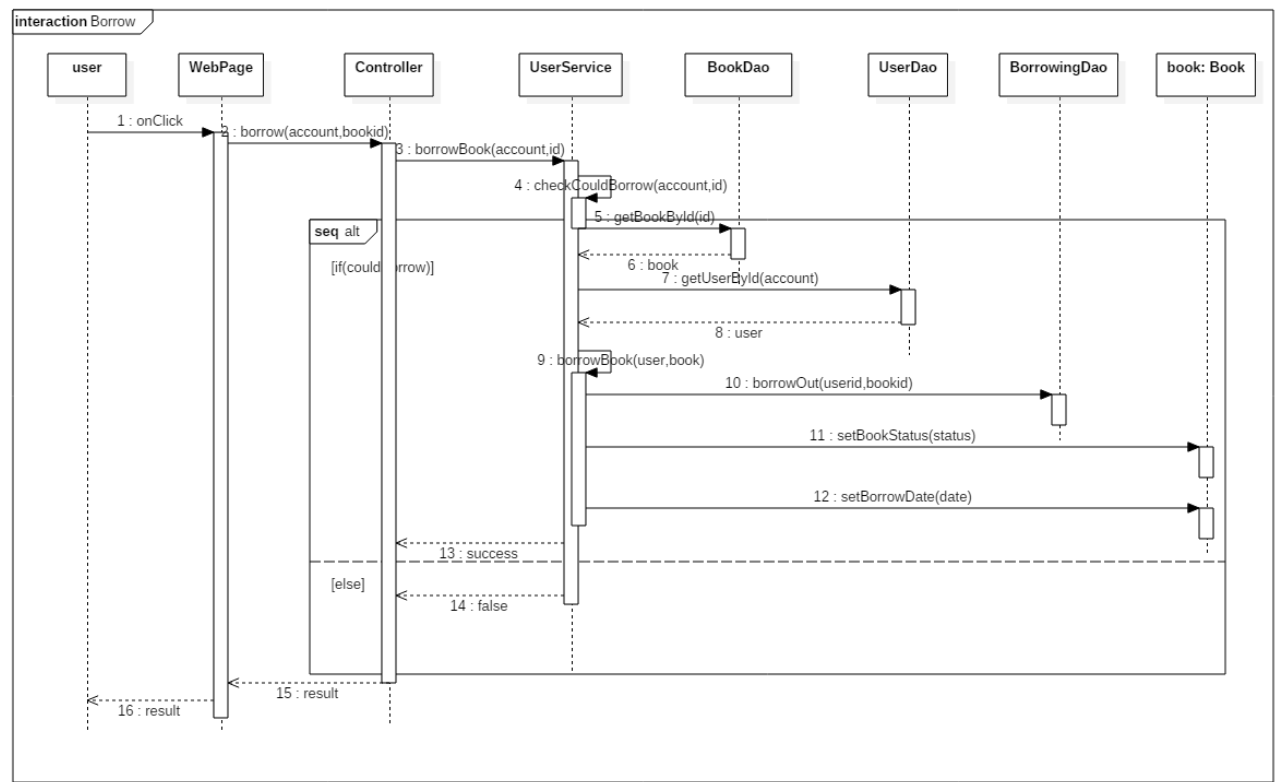 interaction Borrow
user
WebPage
Controller
UserService
BookDao
UserDao
BorrowingDao
book: Book
1 : onClick
2 : borrow(account,bookid)
3 : borrowBook(account,id)
4 : checkCouldBorrow(account,id)
5 : getBookById(id)
seq alt
[if(couldBorrow)]
6 : book
7 : getUserById(account)
8 : user
9 : borrowBook(user,book)
10 : borrowOut(userid,bookid)
11 : setBookStatus(status)
12 : setBorrowDate(date)
13 : success
[else]
14 : false
15 : result
16 : result